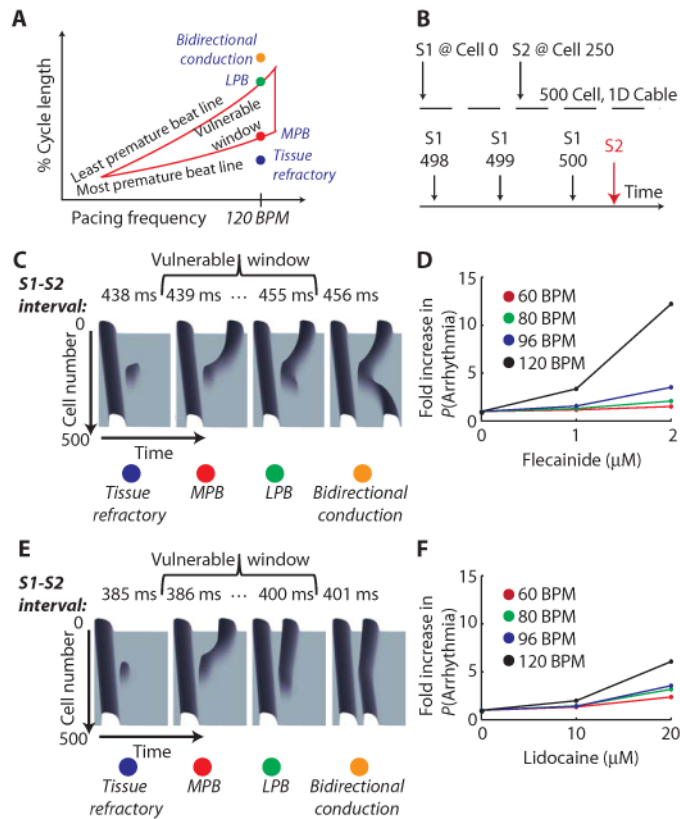 A
% Cycle length
Bidirectional
conduction
LPB
Least premature beat line
Vulnerable
window
MPB
Most premature beat line
Tissue
refractory
Pacing frequency
120 BPM
B
S1 @ Cell 0
S2 @ Cell 250
500 Cell, 1D Cable
S1 S1 S1 S2
498 499 500
Time
C
Vulnerable window
S1-S2
interval:
438 ms 439 ms ... 455 ms 456 ms
0
Cell number
500
Time
Tissue
refractory
MPB
LPB
Bidirectional
conduction
D
Fold increase in
P(Arrhythmia)
15
10
5
0
60 BPM
80 BPM
96 BPM
120 BPM
0 1 2
Flecainide (μM)
E
Vulnerable window
S1-S2
interval:
385 ms 386 ms ... 400 ms 401 ms
0
Cell number
500
Time
Tissue
refractory
MPB
LPB
Bidirectional
conduction
F
Fold increase in
P(Arrhythmia)
15
10
5
0
60 BPM
80 BPM
96 BPM
120 BPM
0 10 20
Lidocaine (μM)